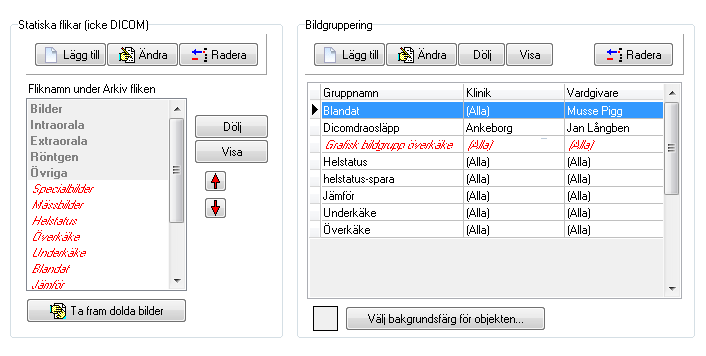 Statiska flikar (icke DICOM)
Lägg till Ändra Radera
Fliknamn under Arkiv fliken
Bilder
Intraorala
Extraorala
Röntgen
Övriga
Specialbilder
Mässbilder
Helstatus
Överkäke
Underkäke
Blandat
Jämför
Dölj
Visa
Ta fram dolda bilder
Bildgruppering
Lägg till Ändra Dölj Visa Radera
Gruppnamn Klinik Vardgivare
Blandat (Alla) Musse Pigg
Dicomdraosläpp Ankeborg Jan Långben
Grafisk bildgrupp överkäke (Alla) (Alla)
Helstatus (Alla) (Alla)
helstatus-spara (Alla) (Alla)
Jämför (Alla) (Alla)
Underkäke (Alla) (Alla)
Överkäke (Alla) (Alla)
Välj bakgrundsfärg för objekten...